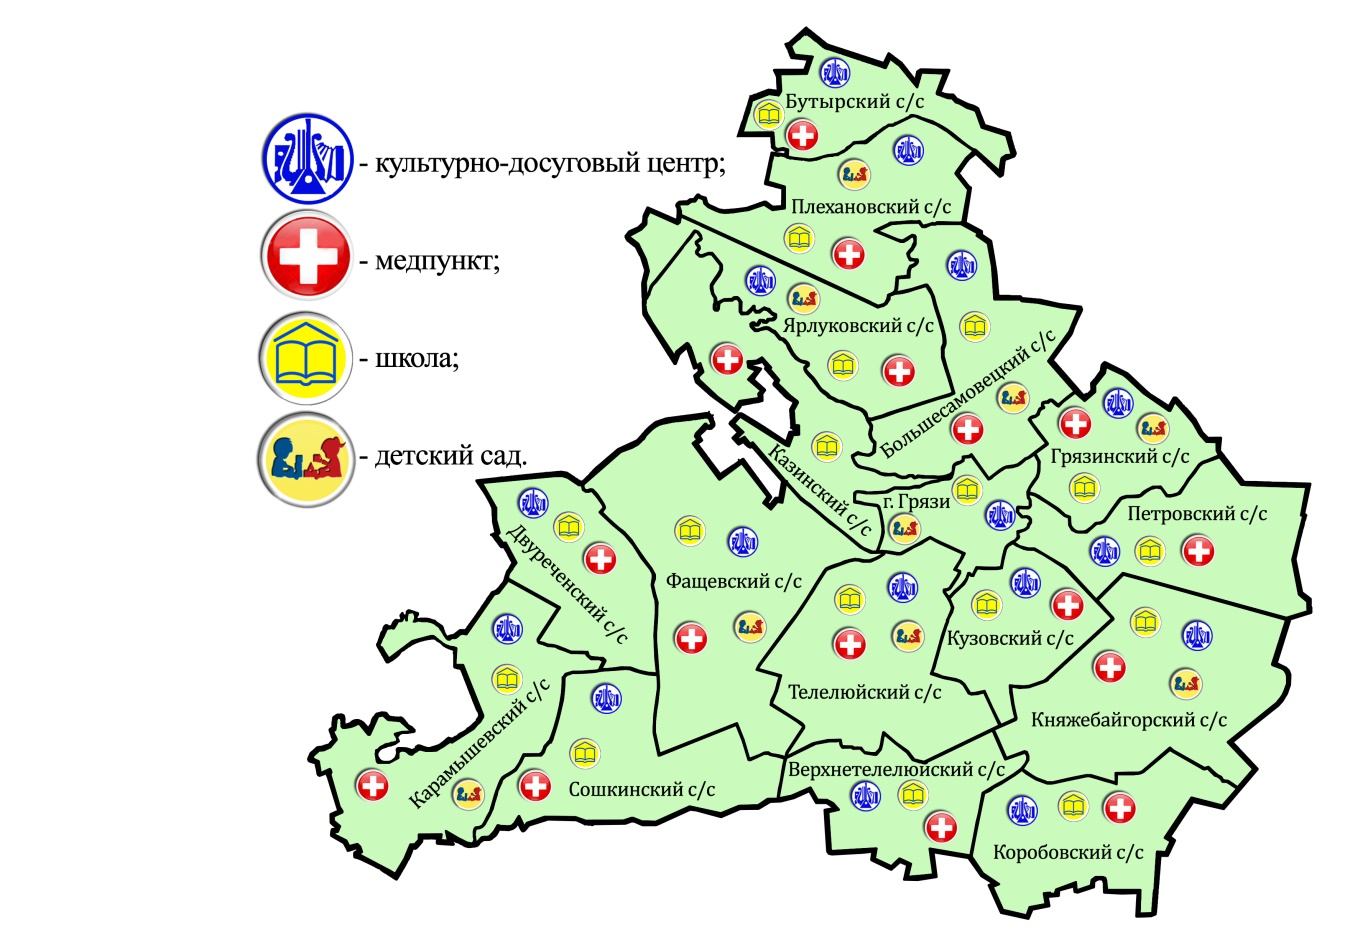 - культурно-досуговый центр;
- медпункт;
- школа;
- детский сад.
Бутырский с/с
Плехановский с/с
Ярлуковский с/с
Большесамовецкий с/с
Грязинский с/с
Казинский с/с
г. Грязи
Петровский с/с
Двуреченский с/с
Фащевский с/с
Кузовский с/с
Телелюйский с/с
Княжебайгорский с/с
Карамышевский с/с
Сошкинский с/с
Верхнетелелюйский с/с
Коробовский с/с